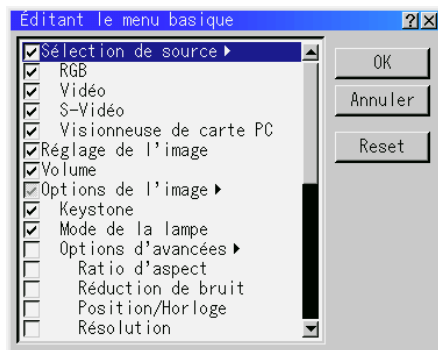 Éditant le menu basique
Sélection de source
RGB
Vidéo
S-Vidéo
Visionneuse de carte PC
Réglage de l'image
Volume
Options de l'image
Keystone
Mode de la lampe
Options d'avancées
Ratio d'aspect
Réduction de bruit
Position/Horloge
Résolution
OK
Annuler
Reset